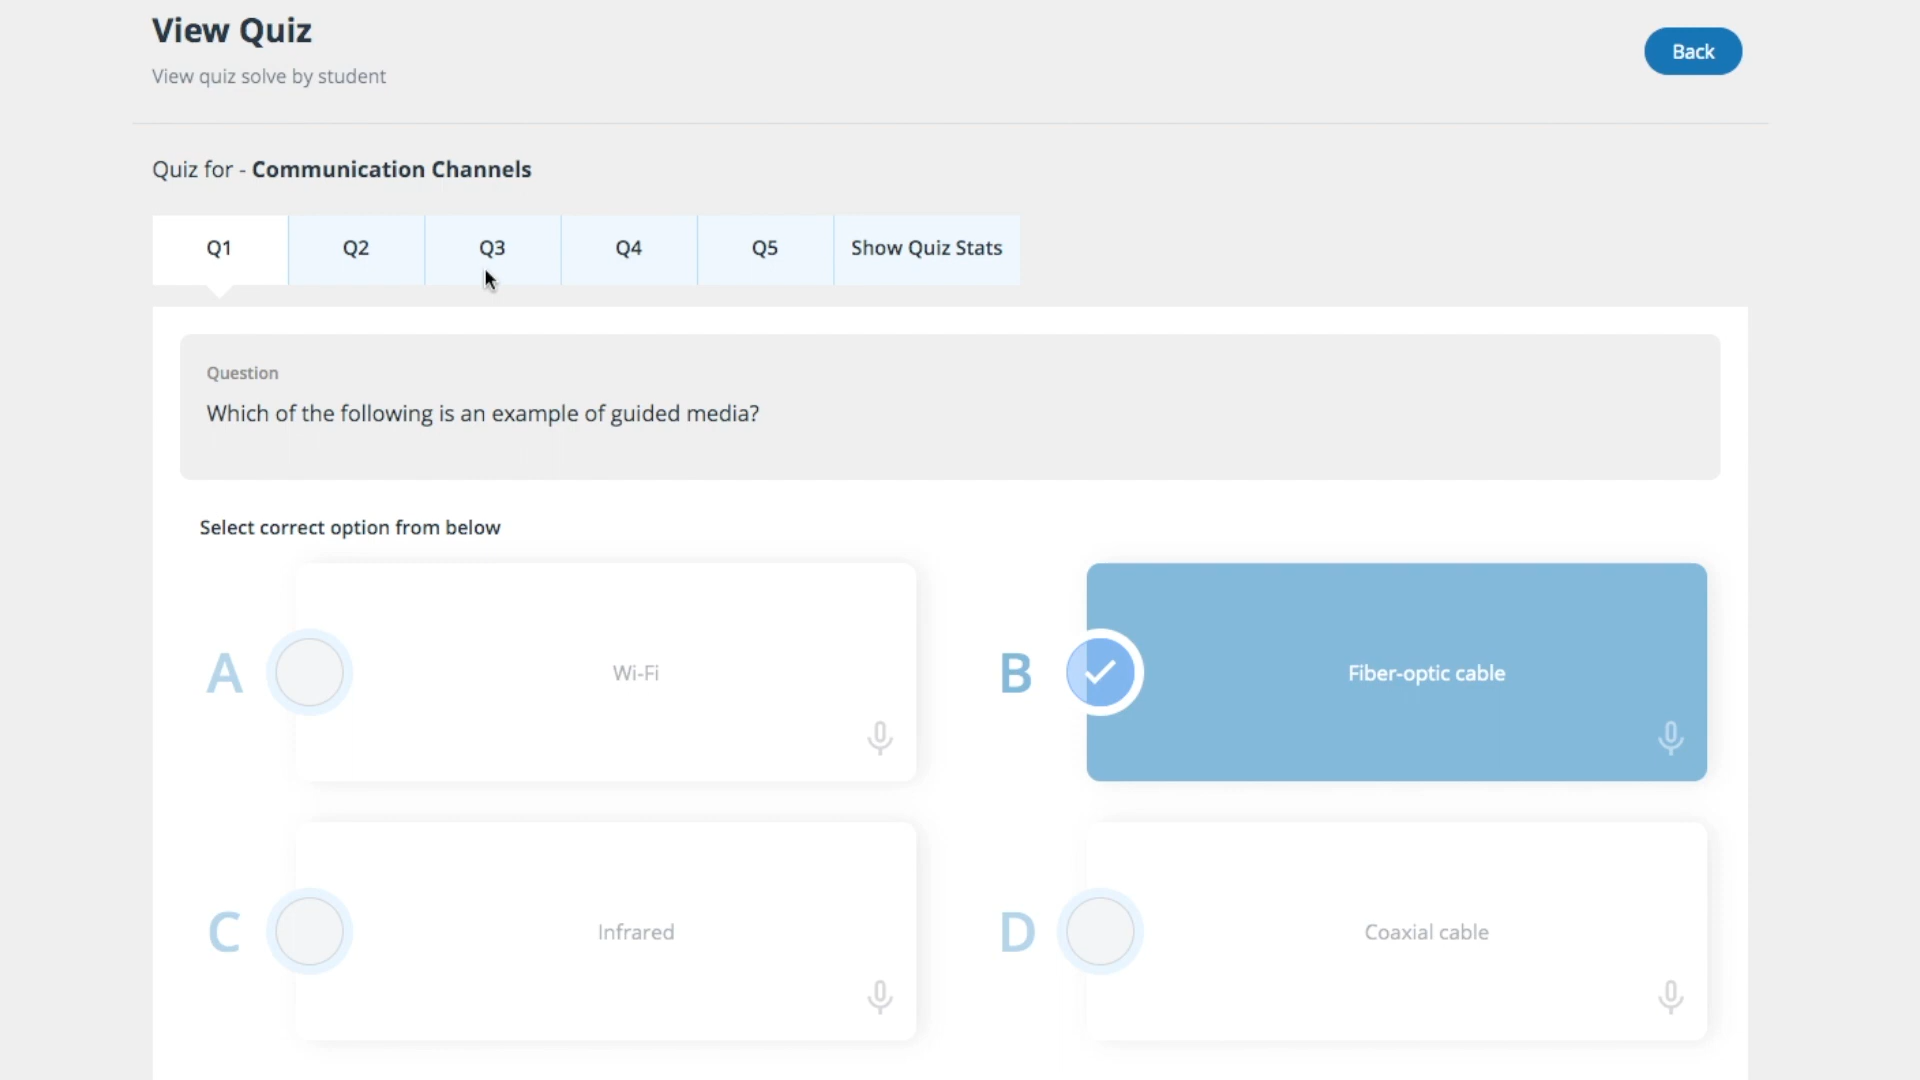 View Quiz
View quiz solve by student
Back
Quiz for - Communication Channels
Q1 Q2 Q3 Q4 Q5 Show Quiz Stats
Question
Which of the following is an example of guided media?
Select correct option from below
A Wi-Fi
B Fiber-optic cable
C Infrared
D Coaxial cable